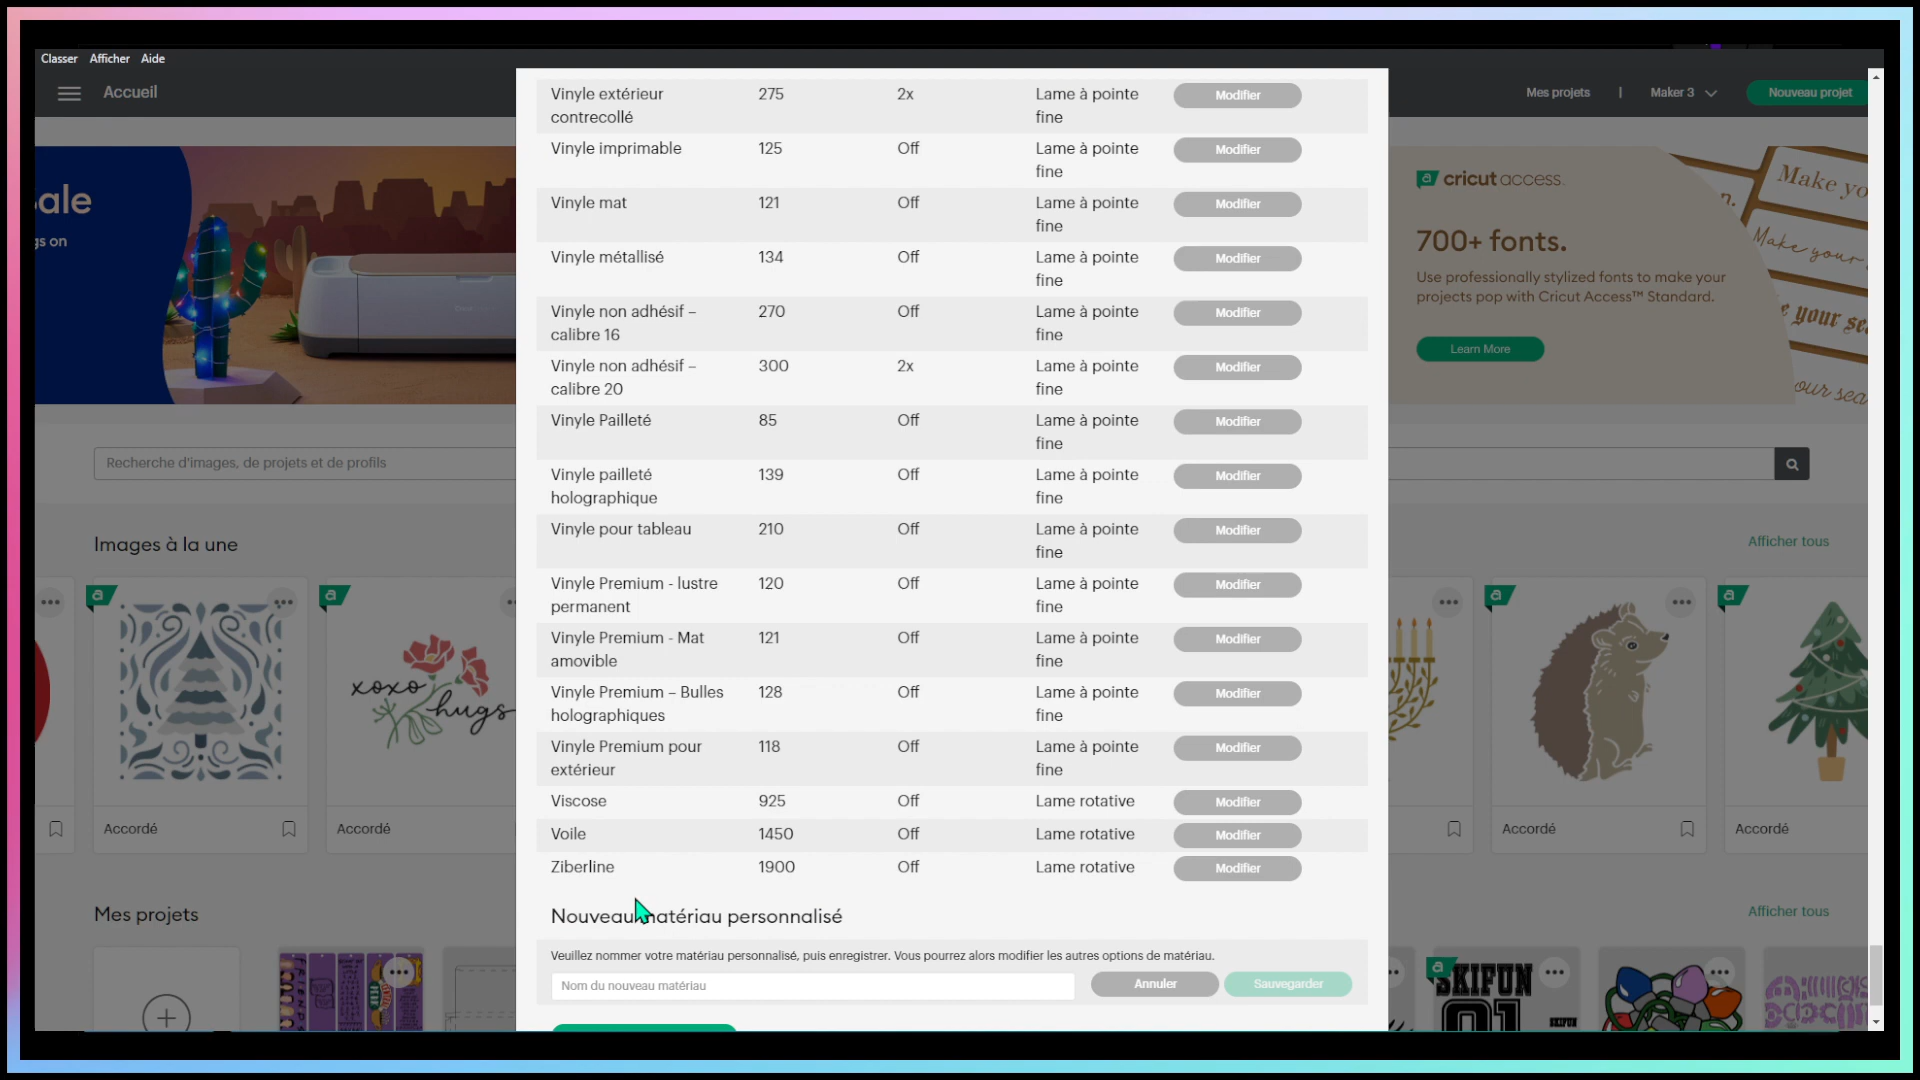 Classer Afficher Aide
Accueil
Mes projets | Maker 3 Nouveau projet
Vinyle extérieur 275 2x Lame à pointe Modifier
contrecollé fine
Vinyle imprimable 125 Off Lame à pointe Modifier
fine
Vinyle mat 121 Off Lame à pointe Modifier
fine
Vinyle métallisé 134 Off Lame à pointe Modifier
fine
Vinyle non adhésif – 270 Off Lame à pointe Modifier
calibre 16 fine
Vinyle non adhésif – 300 2x Lame à pointe Modifier
calibre 20 fine
Vinyle Pailleté 85 Off Lame à pointe Modifier
fine
Vinyle pailleté 139 Off Lame à pointe Modifier
holographique fine
Vinyle pour tableau 210 Off Lame à pointe Modifier
fine
Vinyle Premium - lustre 120 Off Lame à pointe Modifier
permanent fine
Vinyle Premium - Mat 121 Off Lame à pointe Modifier
amovible fine
Vinyle Premium – Bulles 128 Off Lame à pointe Modifier
holographiques fine
Vinyle Premium pour 118 Off Lame à pointe Modifier
extérieur fine
Viscose 925 Off Lame rotative Modifier
Voile 1450 Off Lame rotative Modifier
Ziberline 1900 Off Lame rotative Modifier
Nouveau matériau personnalisé
Veuillez nommer votre matériau personnalisé, puis enregistrer. Vous pourrez alors modifier les autres options de matériau.
Nom du nouveau matériau Annuler Sauvegarder
ale
gs on
a cricut access.
700+ fonts.
Use professionally stylized fonts to make your
projects pop with Cricut Access™ Standard.
Learn More
Make yo
n.
Make your
e your se
our sea
Recherche d'images, de projets et de profils
Images à la une
Afficher tous
a a a a
xoxo
hugs
Accordé Accordé Accordé Accordé
Mes projets
Afficher tous
a
SKIFUN
01
SKIFUN